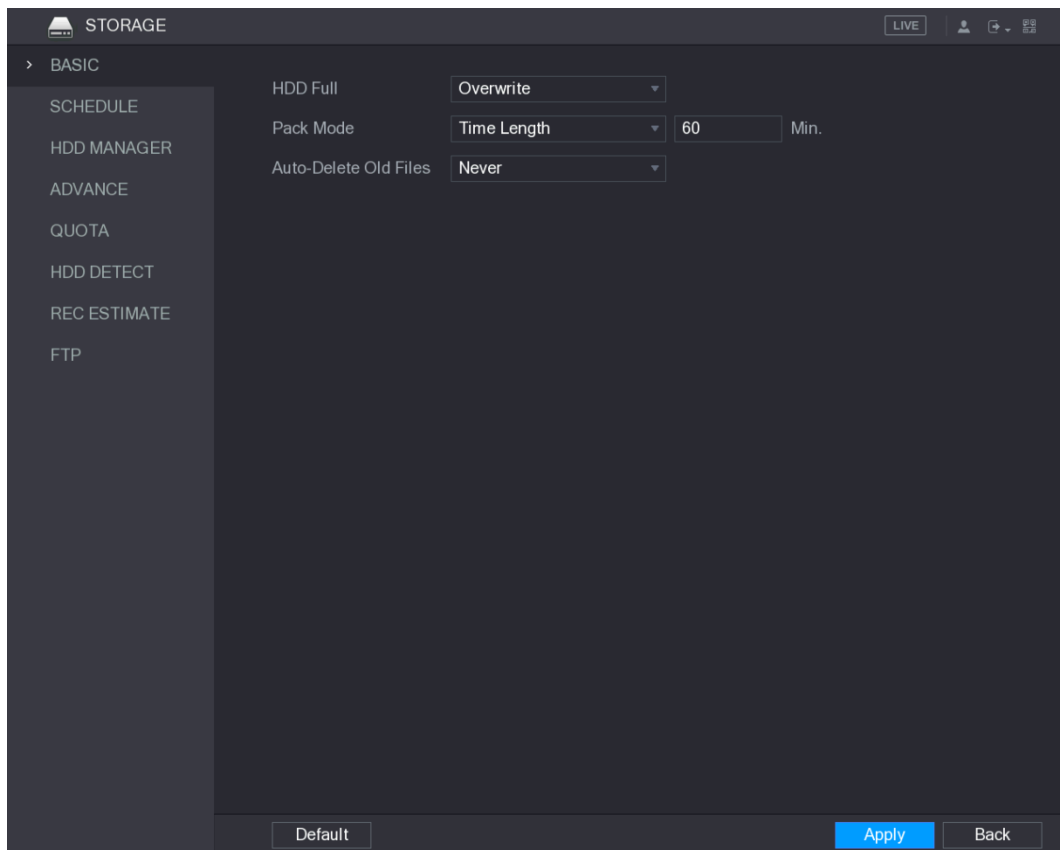 STORAGE LIVE
> BASIC
SCHEDULE
HDD MANAGER
ADVANCE
QUOTA
HDD DETECT
REC ESTIMATE
FTP
HDD Full Overwrite
Pack Mode Time Length 60 Min.
Auto-Delete Old Files Never
Default Apply Back